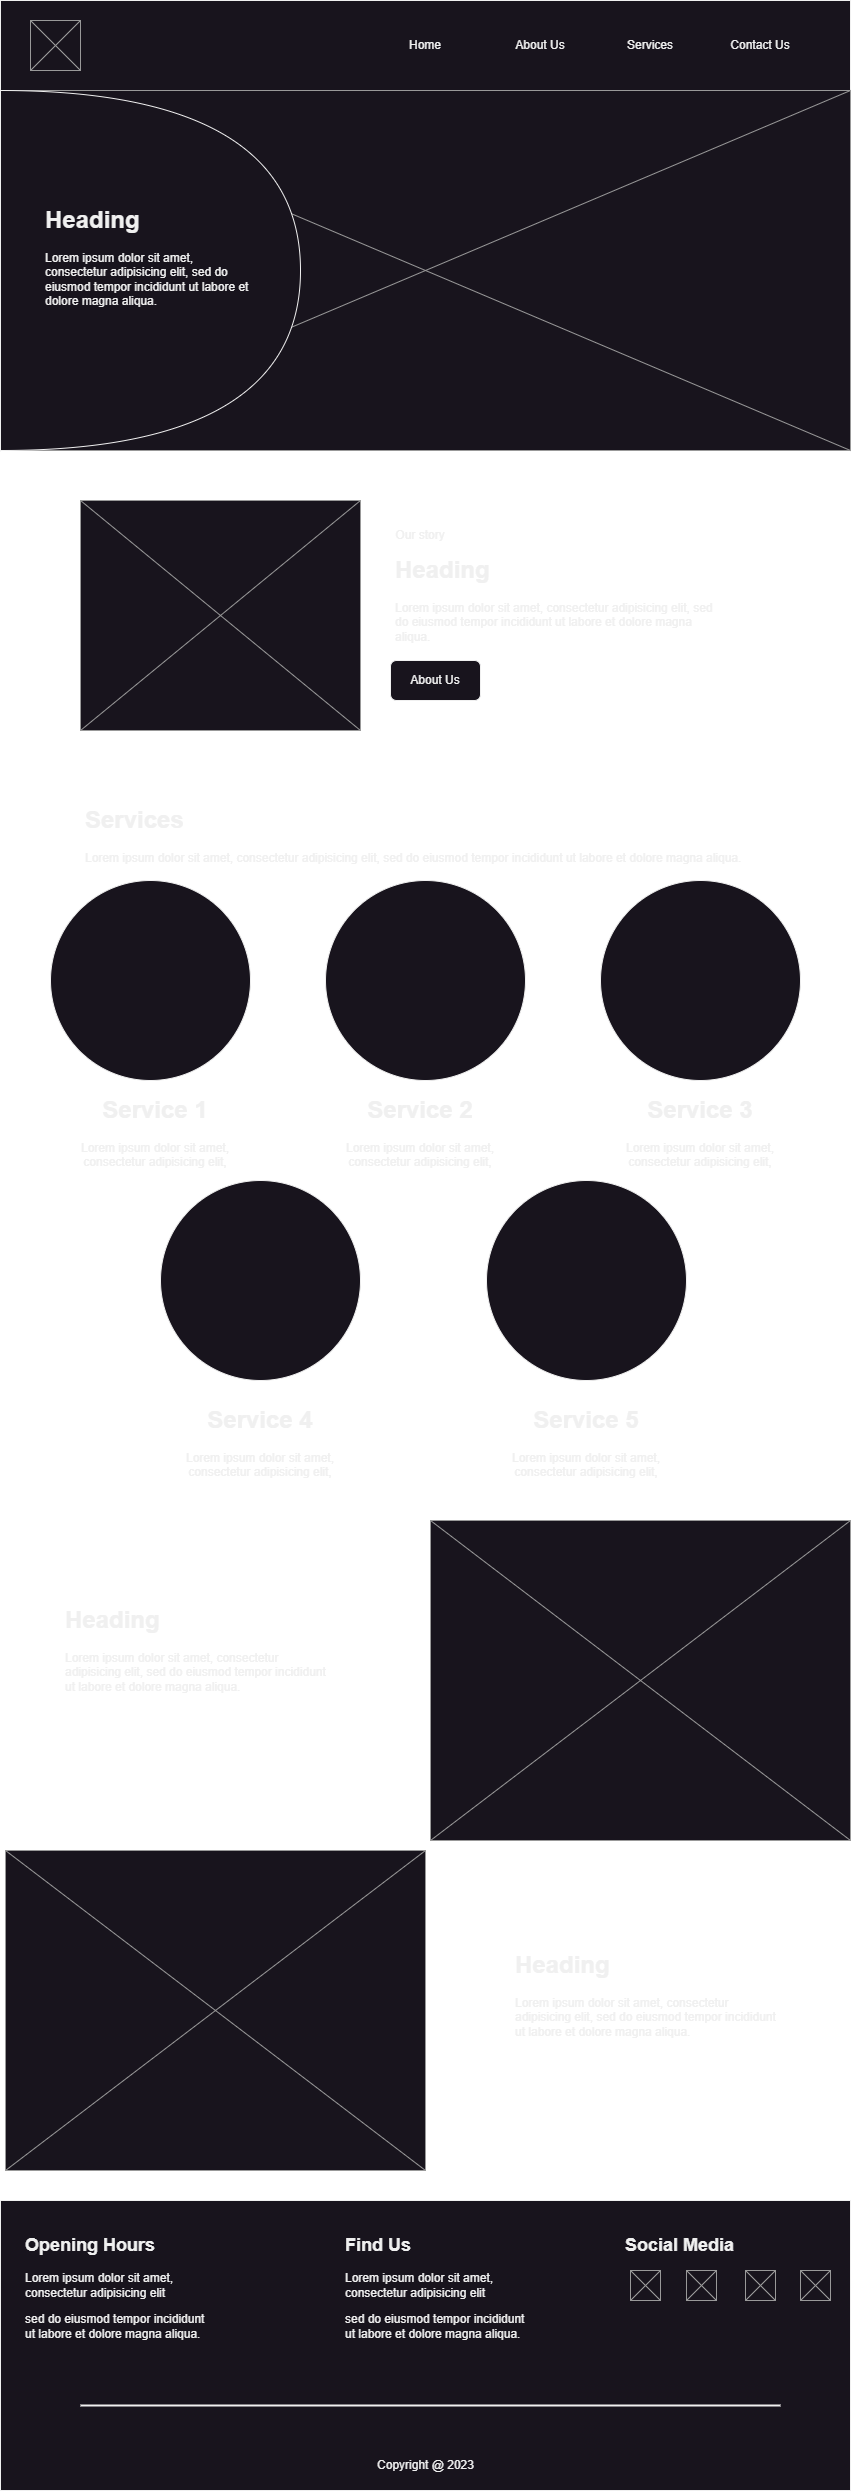 Home About Us Services Contact Us
Heading
Lorem ipsum dolor sit amet,
consectetur adipisicing elit, sed do
eiusmod tempor incididunt ut labore et
dolore magna aliqua.
Our story
Heading
Lorem ipsum dolor sit amet, consectetur adipisicing elit, sed
do eiusmod tempor incididunt ut labore et dolore magna
aliqua.
About Us
Services
Lorem ipsum dolor sit amet, consectetur adipisicing elit, sed do eiusmod tempor incididunt ut labore et dolore magna aliqua.
Service 1
Lorem ipsum dolor sit amet,
consectetur adipisicing elit,
Service 2
Lorem ipsum dolor sit amet,
consectetur adipisicing elit,
Service 3
Lorem ipsum dolor sit amet,
consectetur adipisicing elit,
Service 4
Lorem ipsum dolor sit amet,
consectetur adipisicing elit,
Service 5
Lorem ipsum dolor sit amet,
consectetur adipisicing elit,
Heading
Lorem ipsum dolor sit amet, consectetur
adipisicing elit, sed do eiusmod tempor incididunt
ut labore et dolore magna aliqua.
Heading
Lorem ipsum dolor sit amet, consectetur
adipisicing elit, sed do eiusmod tempor incididunt
ut labore et dolore magna aliqua.
Opening Hours
Lorem ipsum dolor sit amet,
consectetur adipisicing elit
sed do eiusmod tempor incididunt
ut labore et dolore magna aliqua.
Find Us
Lorem ipsum dolor sit amet,
consectetur adipisicing elit
sed do eiusmod tempor incididunt
ut labore et dolore magna aliqua.
Social Media
Copyright @ 2023